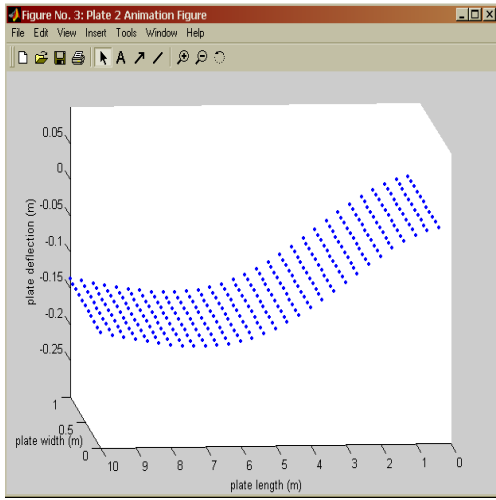 Figure No. 3: Plate 2 Animation Figure
File Edit View Insert Tools Window Help
A
0.05
0
-0.05
-0.1
-0.15
-0.2
-0.25
plate deflection (m)
1
0.5
0
plate width (m)
10 9 8 7 6 5 4 3 2 1 0
plate length (m)